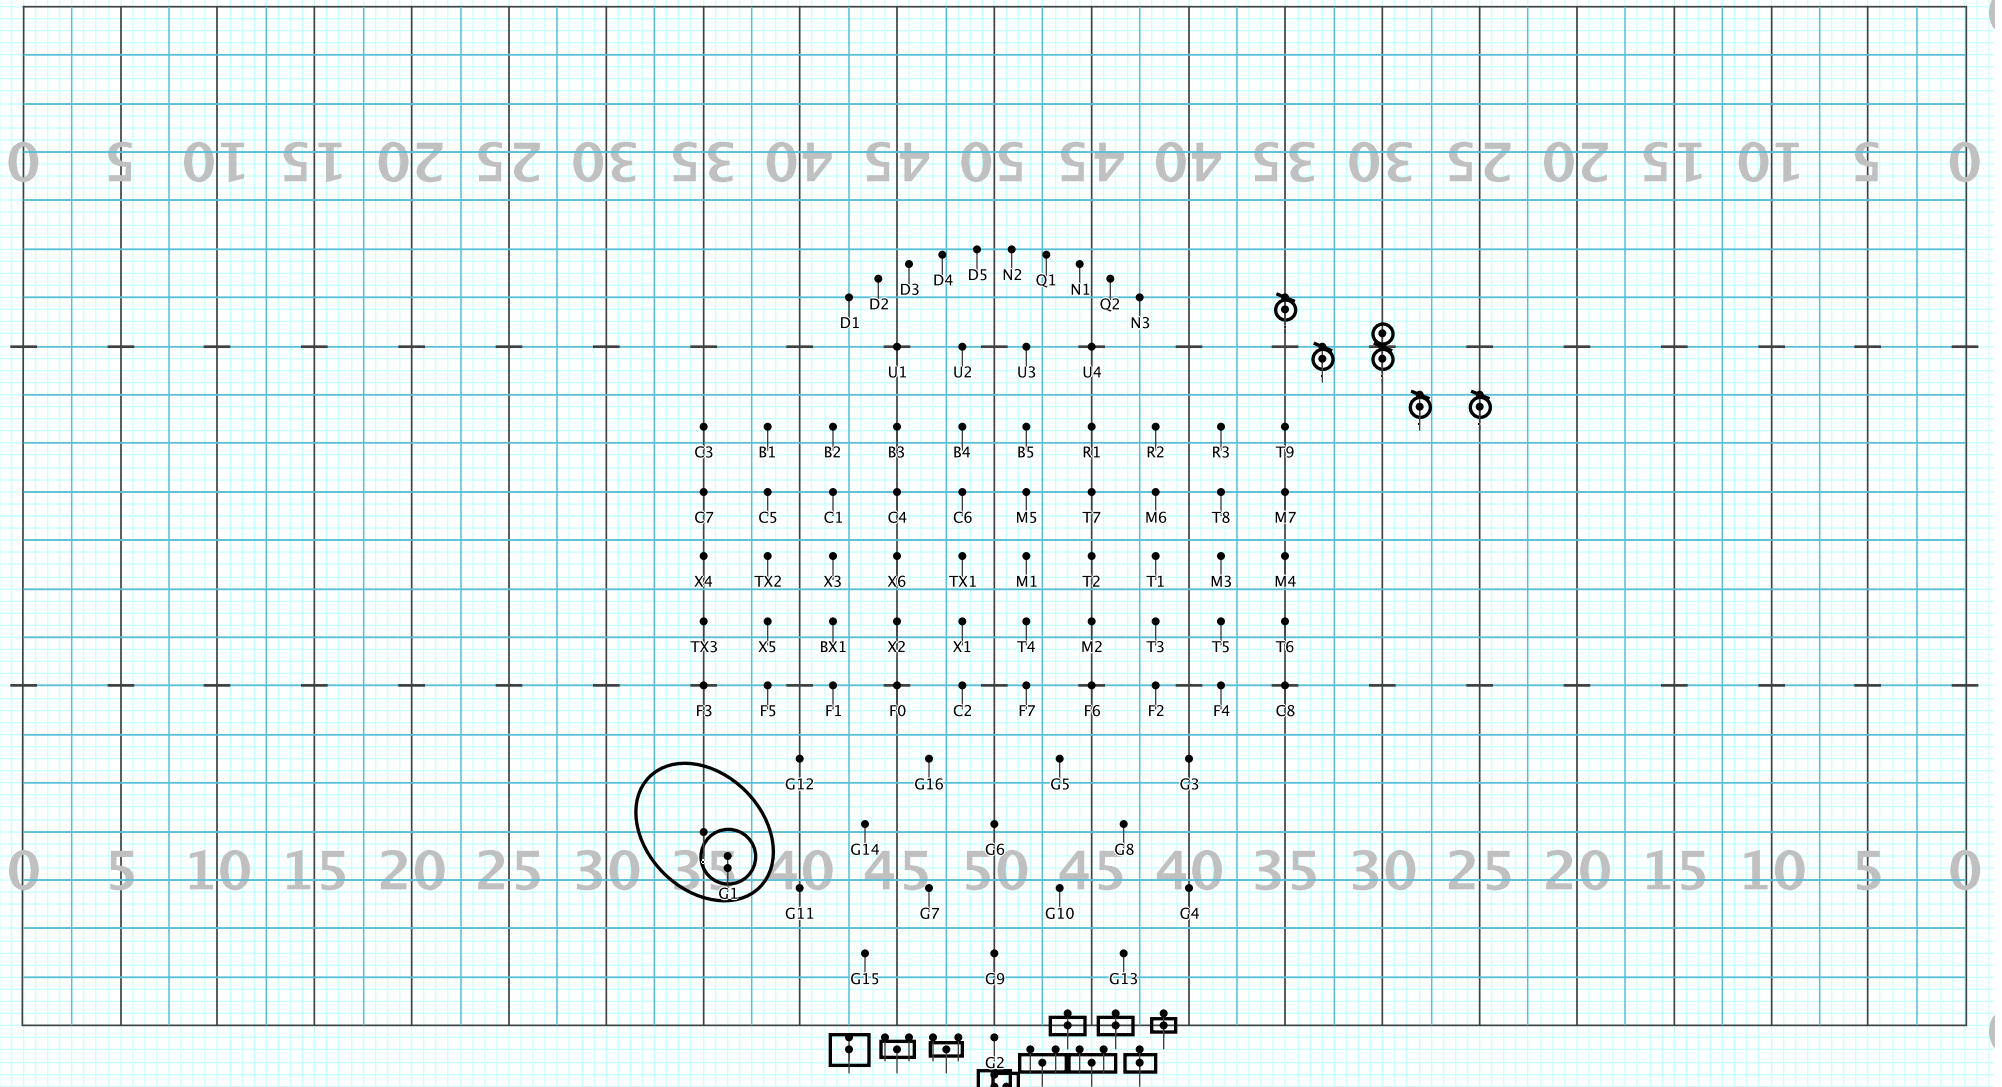 0 5 10 15 20 25 30 35 40 45 50 45 40 35 30 25 20 15 10 5 0
D5 N2
D4 Q1
D3 N1
D2 Q2
D1 N3
U1 U2 U3 U4
C3 B1 B2 B3 B4 B5 R1 R2 R3 T9
C7 C5 C1 C4 C6 M5 T7 M6 T8 M7
X4 TX2 X3 X6 TX1 M1 T2 T1 M3 M4
TX3 X5 BX1 X2 X1 T4 M2 T3 T5 T6
F3 F5 F1 F0 C2 F7 F6 F2 F4 C8
G12 G16 G5 G3
G14 G6 G8
0 5 10 15 20 25 30 35 40 45 50 45 40 35 30 25 20 15 10 5 0
G1
G11 G7 G10 G4
G15 G9 G13
G2